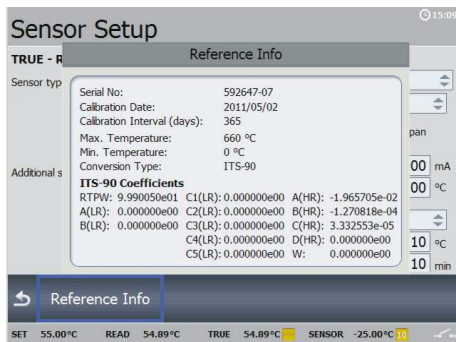 15:09
Sensor Setup
Reference Info
TRUE - R
Sensor typ
Serial No: 592647-07
Calibration Date: 2011/05/02
Calibration Interval (days): 365
Max. Temperature: 660 °C
Min. Temperature: 0 °C
Conversion Type: ITS-90
ITS-90 Coefficients
RTPW: 9.990050e01 C1(LR): 0.000000e00 A(HR): -1.965705e-02
A(LR): 0.000000e00 C2(LR): 0.000000e00 B(HR): -1.270818e-04
B(LR): 0.000000e00 C3(LR): 0.000000e00 C(HR): 3.332553e-05
C4(LR): 0.000000e00 D(HR): 0.000000e00
C5(LR): 0.000000e00 W: 0.000000e00
pan
Additional s
00 mA
00 °C
10 °C
10 min
Reference Info
SET 55.00°C READ 54.89°C TRUE 54.89°C SENSOR -25.00°C 10